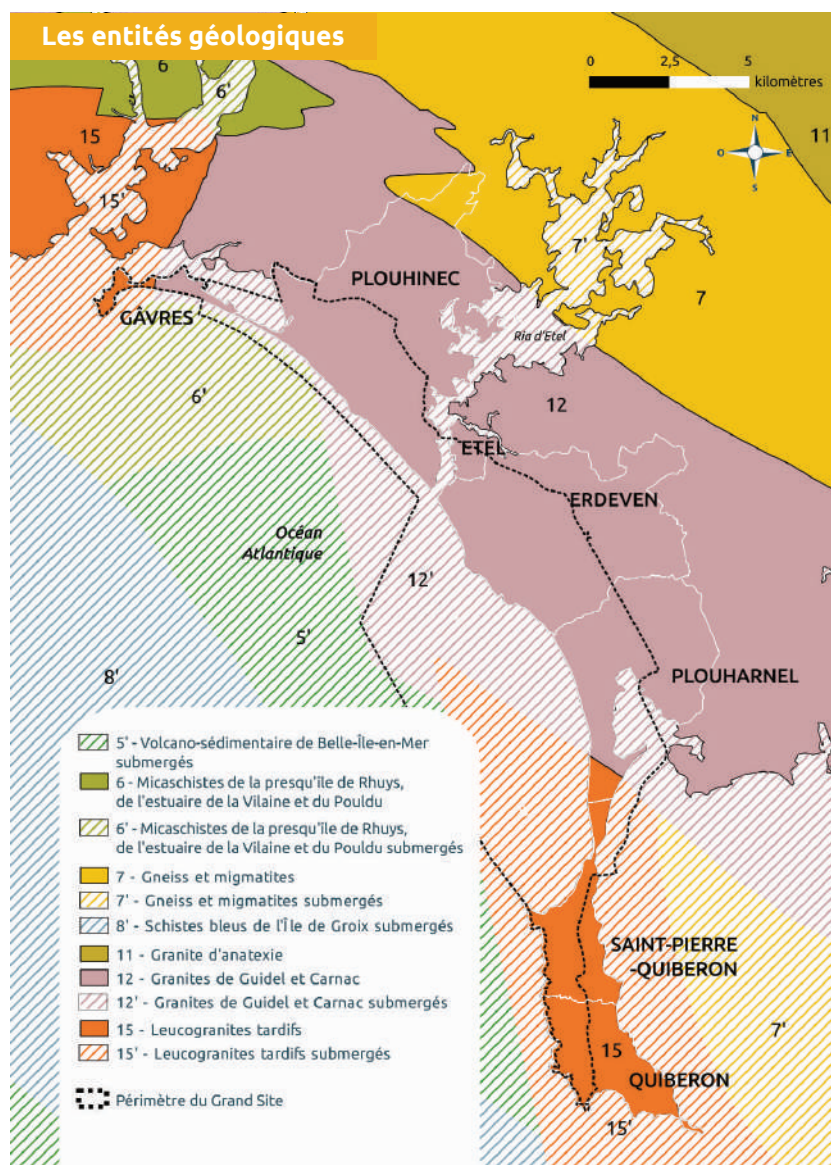 Les entités géologiques
0
2,5
5
kilomètres
6
6'
15
11
N
O
E
S
15'
7'
PLOUHINEC
7
GÂVRES
Ria d'Etel
6'
12
ETEL
ERDEVEN
Océan
Atlantique
12'
5'
8'
PLOUHARNEL
5' - Volcano-sédimentaire de Belle-Île-en-Mer
submergés
6 - Micaschistes de la presqu'île de Rhuys,
de l'estuaire de la Vilaine et du Pouldu
6' - Micaschistes de la presqu'île de Rhuys,
de l'estuaire de la Vilaine et du Pouldu submergés
7 - Gneiss et migmatites
7' - Gneiss et migmatites submergés
8' - Schistes bleus de l'Île de Groix submergés
11 - Granite d'anatexie
12 - Granites de Guidel et Carnac
12' - Granites de Guidel et Carnac submergés
15 - Leucogranites tardifs
15' - Leucogranites tardifs submergés
Périmètre du Grand Site
SAINT-PIERRE
-QUIBERON
7'
15
QUIBERON
15'